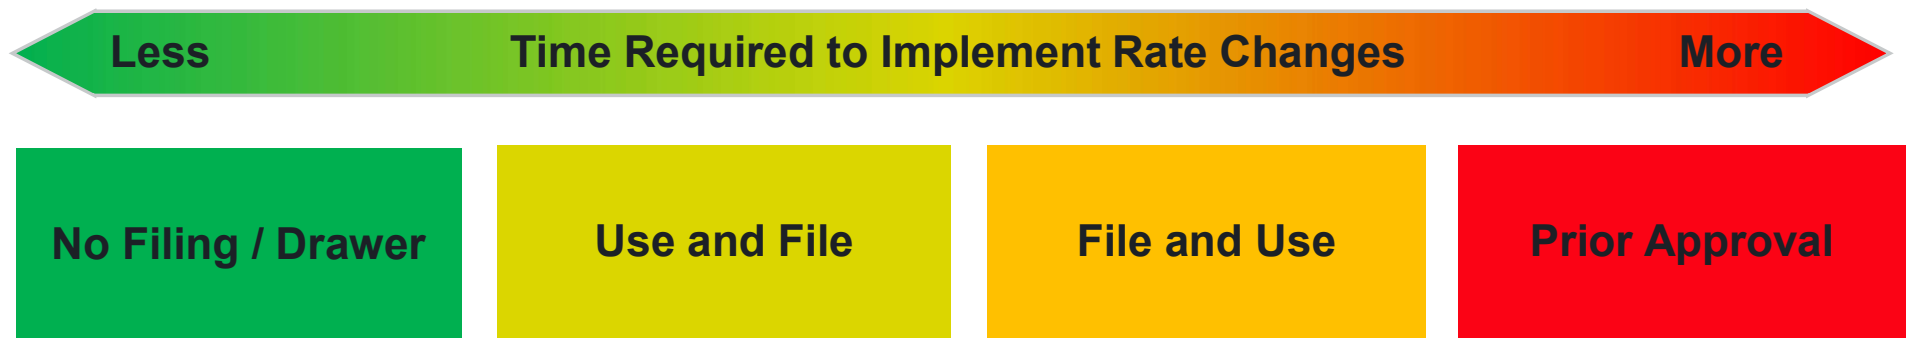 Less Time Required to Implement Rate Changes More
No Filing / Drawer
Use and File
File and Use
Prior Approval